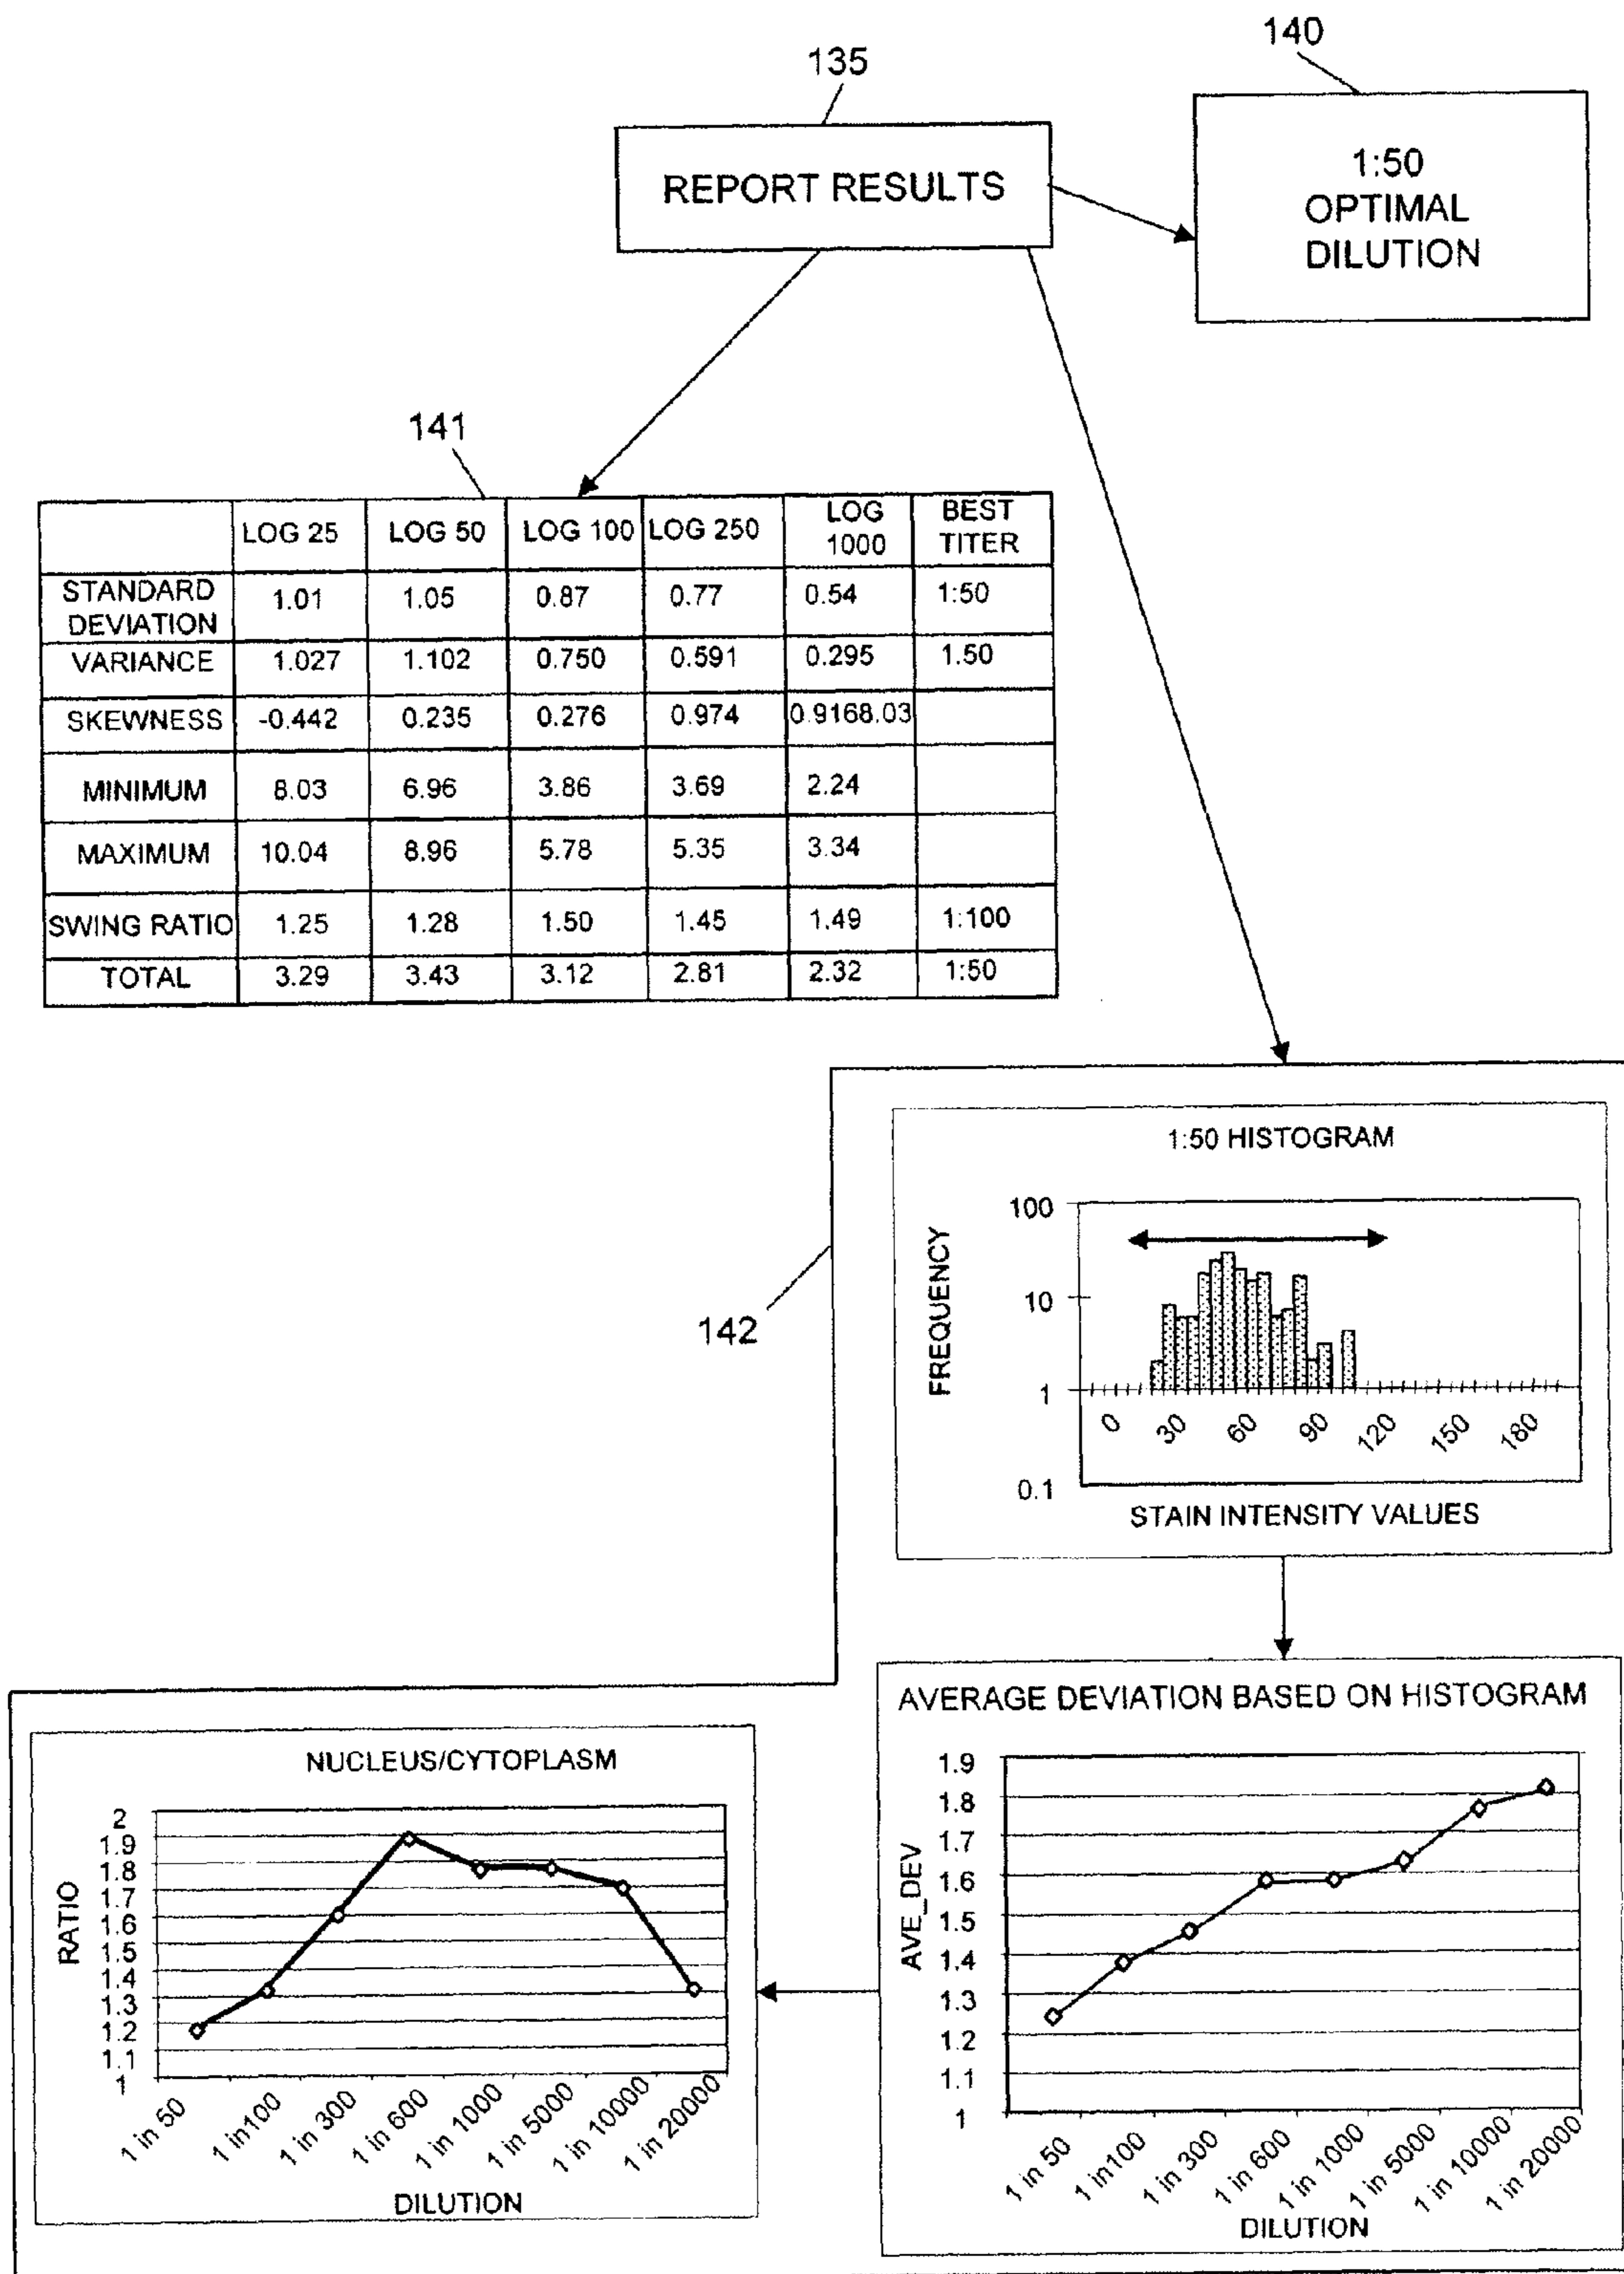 135
140
REPORT RESULTS
1:50
OPTIMAL
DILUTION
141
LOG 25 LOG 50 LOG 100 LOG 250 LOG 1000 BEST TITER
STANDARD DEVIATION 1.01 1.05 0.87 0.77 0.54 1:50
VARIANCE 1.027 1.102 0.750 0.591 0.295 1.50
SKEWNESS -0.442 0.235 0.276 0.974 0.9168.03
MINIMUM 8.03 6.96 3.86 3.69 2.24
MAXIMUM 10.04 8.96 5.78 5.35 3.34
SWING RATIO 1.25 1.28 1.50 1.45 1.49 1:100
TOTAL 3.29 3.43 3.12 2.81 2.32 1:50
142
1:50 HISTOGRAM
FREQUENCY
100
10
1
0.1
0 30 60 90 120 150 180
STAIN INTENSITY VALUES
AVERAGE DEVIATION BASED ON HISTOGRAM
AVE_DEV
1.9
1.8
1.7
1.6
1.5
1.4
1.3
1.2
1.1
1
1 in 50 1 in100 1 in 300 1 in 600 1 in 1000 1 in 5000 1 in 10000 1 in 20000
DILUTION
NUCLEUS/CYTOPLASM
RATIO
2
1.9
1.8
1.7
1.6
1.5
1.4
1.3
1.2
1.1
1
1 in 50 1 in100 1 in 300 1 in 600 1 in 1000 1 in 5000 1 in 10000 1 in 20000
DILUTION